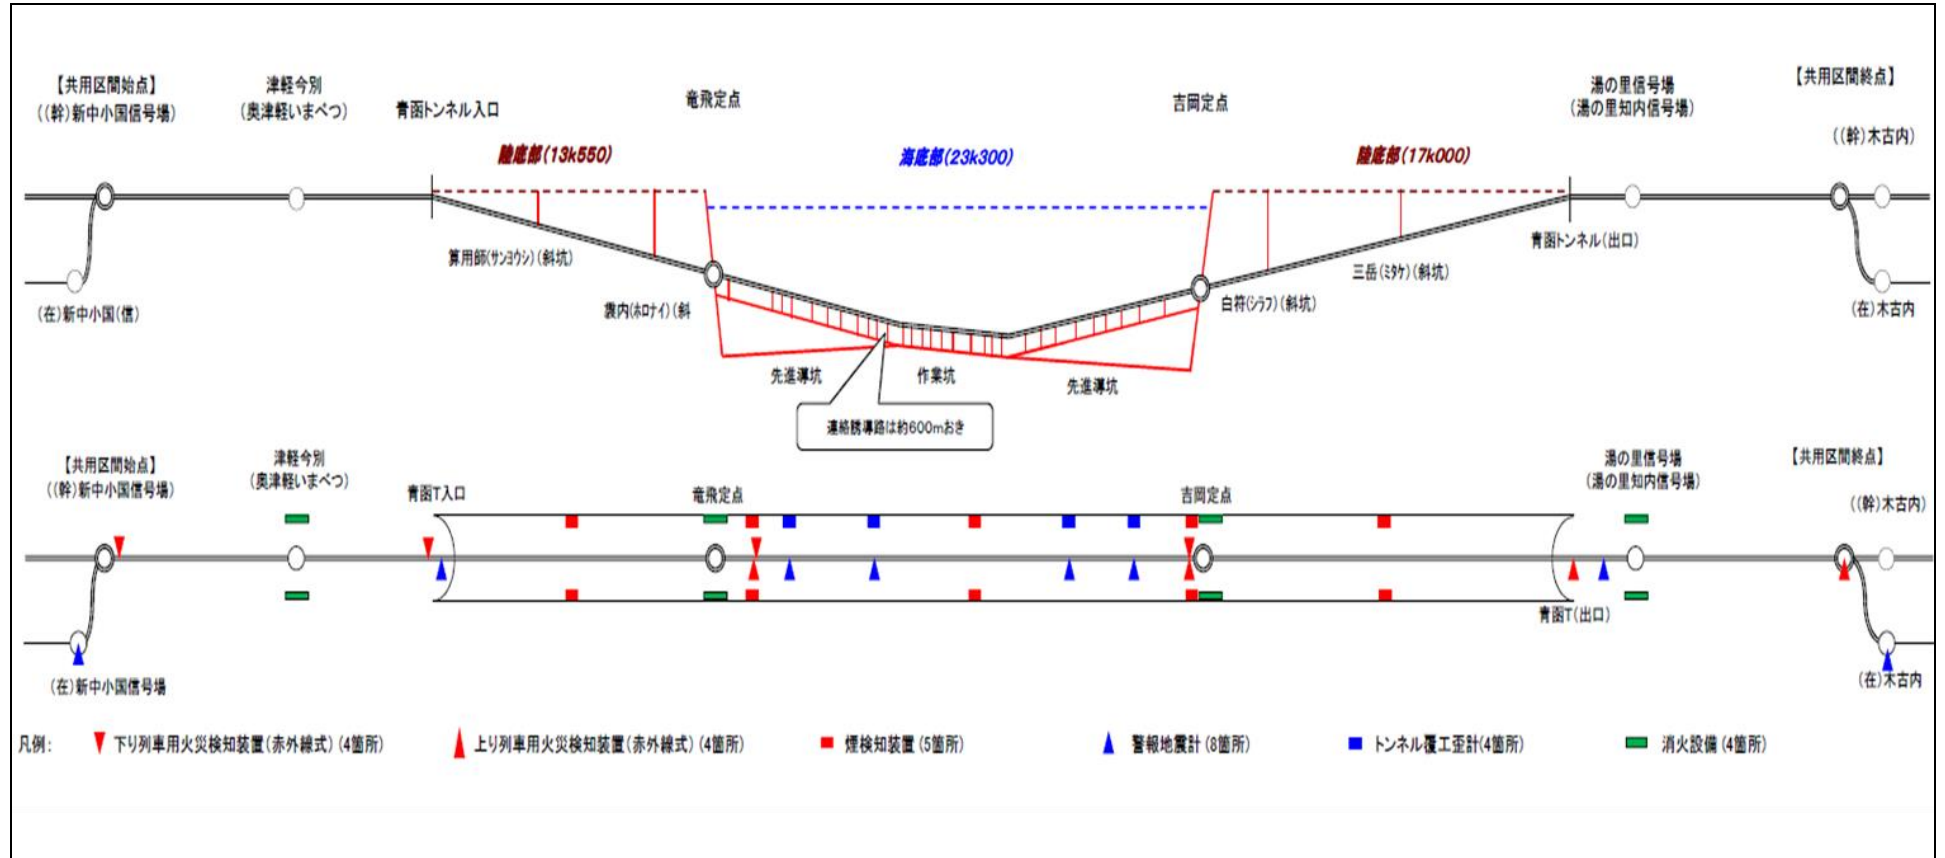 【共用区間始点】
((幹)新中小国信号場)
津軽今別
(奥津軽いまべつ)
青函トンネル入口
竜飛定点
吉岡定点
湯の里信号場
(湯の里知内信号場)
【共用区間終点】
((幹)木古内)
陸底部(13k550)
海底部(23k300)
陸底部(17k000)
算用師(サンヨウシ)(斜坑)
青函トンネル(出口)
三岳(ミタケ)(斜坑)
(在)新中小国(信)
袰内(ホロナイ)(斜
白符(シラフ)(斜坑)
(在)木古内
先進導坑
作業坑
先進導坑
連絡誘導路は約600mおき
【共用区間始点】
((幹)新中小国信号場)
津軽今別
(奥津軽いまべつ)
青函T入口
竜飛定点
吉岡定点
湯の里信号場
(湯の里知内信号場)
【共用区間終点】
((幹)木古内)
青函T(出口)
(在)新中小国信号場
(在)木古内
凡例:
下り列車用火災検知装置(赤外線式)(4箇所)
上り列車用火災検知装置(赤外線式)(4箇所)
煙検知装置(5箇所)
警報地震計(8箇所)
トンネル覆工歪計(4箇所)
消火設備(4箇所)